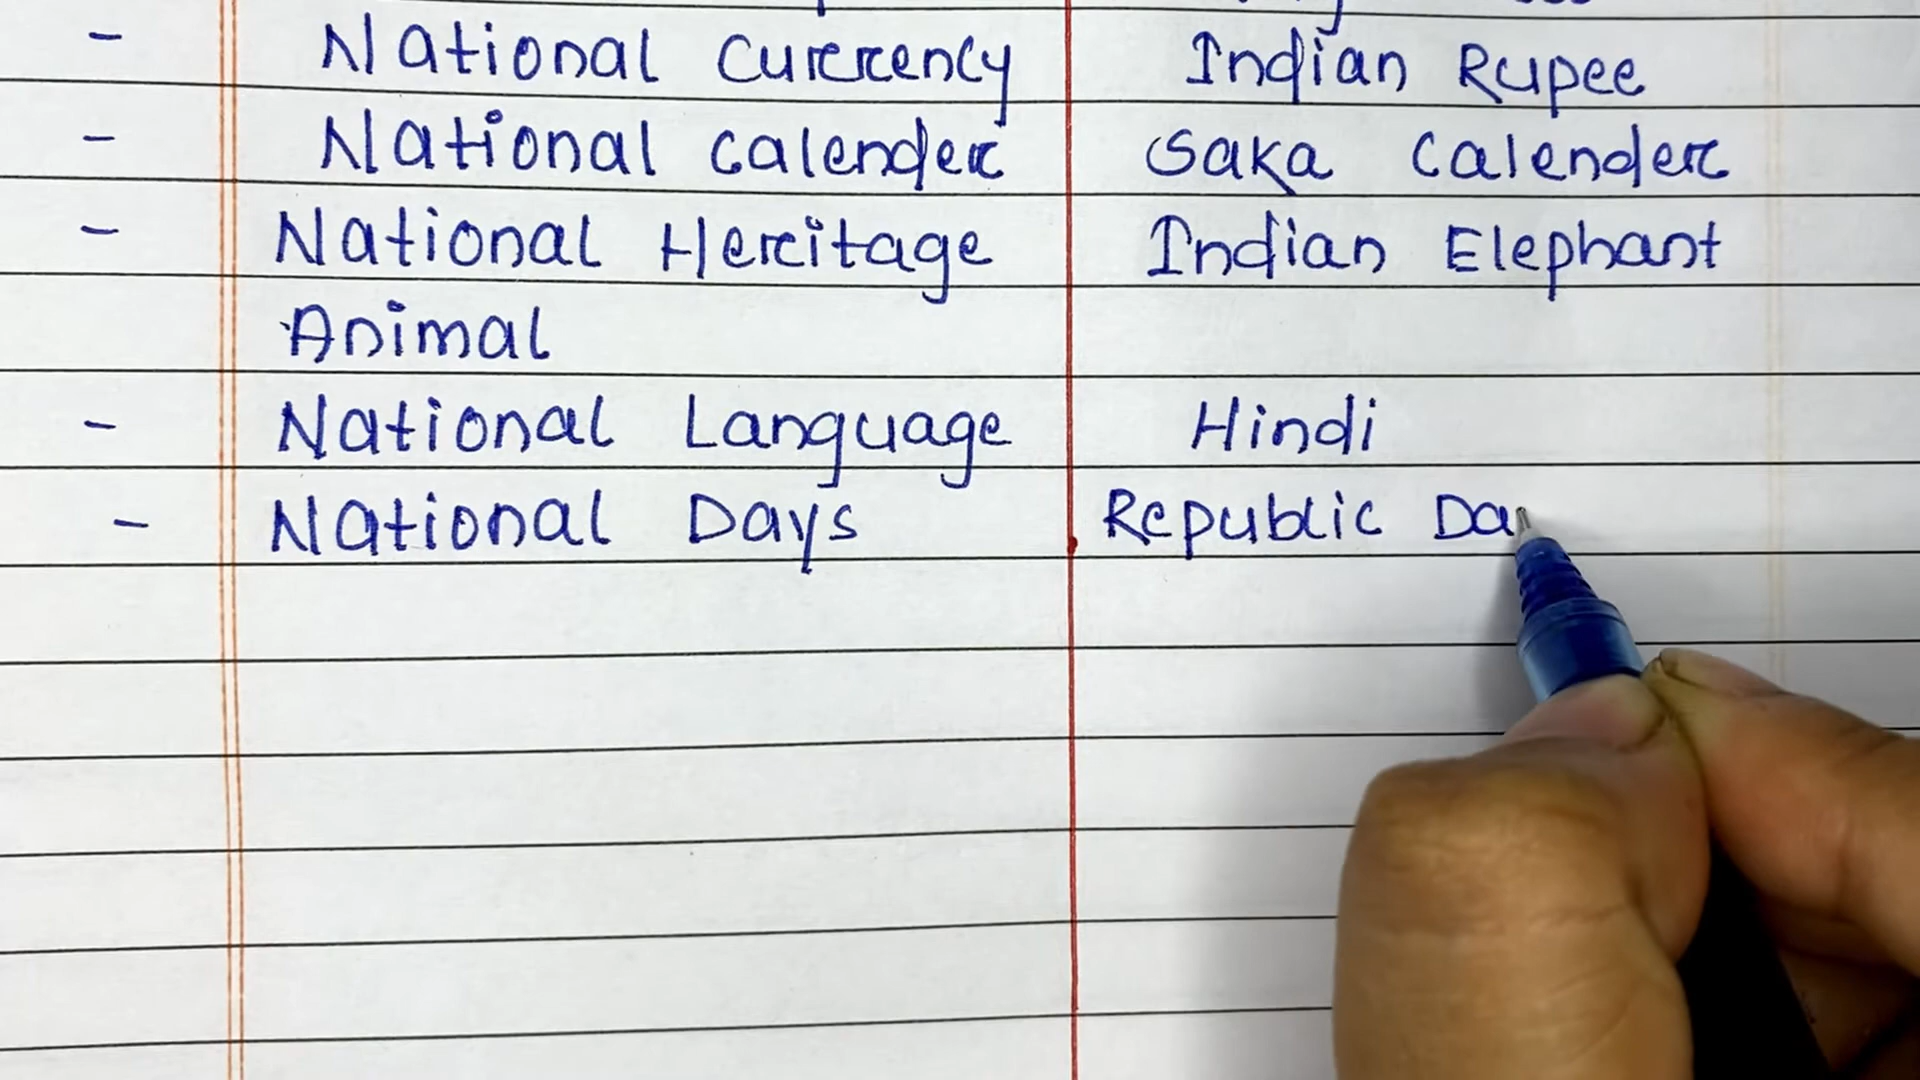 - National Currency Indian Rupee
- National Calender Saka Calender
- National Heritage Indian Elephant
Animal
- National Language Hindi
- National Days Republic Da